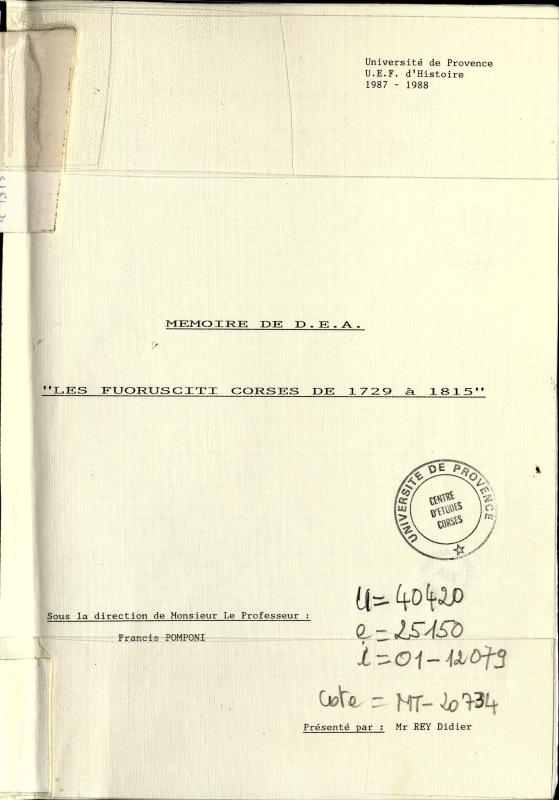 Université de Provence
U.E.F. d'Histoire
1987 - 1988
MEMOIRE DE D.E.A.
"LES FUORUSCITI CORSES DE 1729 à 1815"
UNIVERSITÉ DE PROVENCE
CENTRE
D'ETUDES
CORSES
Sous la direction de Monsieur Le Professeur :
Francis POMPONI
U=40420
e=25150
i=01-12079
Cote = MT-20734
Présenté par : Mr REY Didier